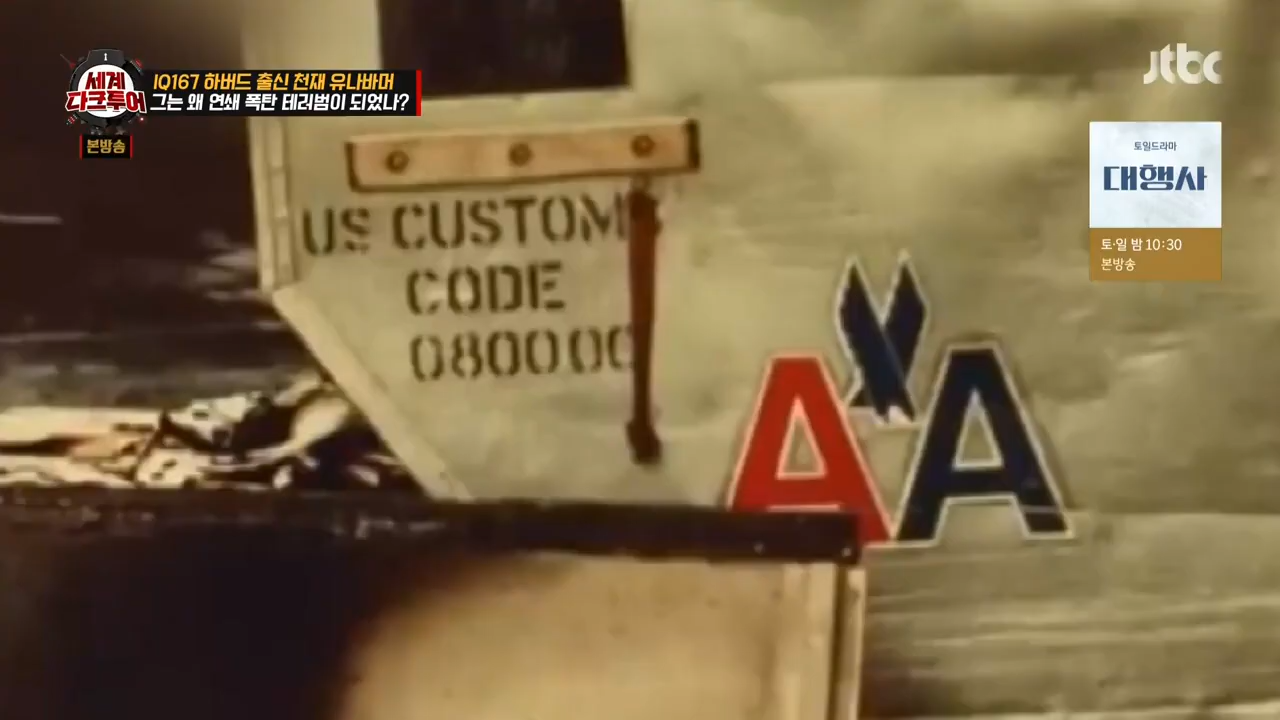 세계
다크투어
본방송
IQ167 하버드 출신 천재 유나바머
그는 왜 연쇄 폭탄 테러범이 되었나?
jtbc
토일드라마
대행사
토·일 밤 10:30
본방송
US CUSTOM
CODE
080000
AA